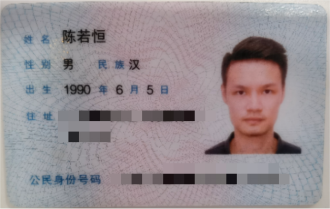 姓名 陈若恒
性别 男 民族 汉
出生 1990 年 6 月 5 日
住址
公民身份号码